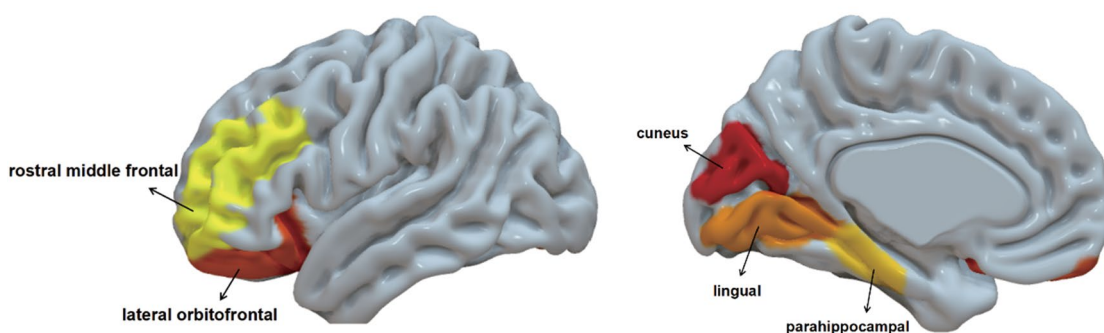 rostral middle frontal
lateral orbitofrontal
cuneus
lingual
parahippocampal